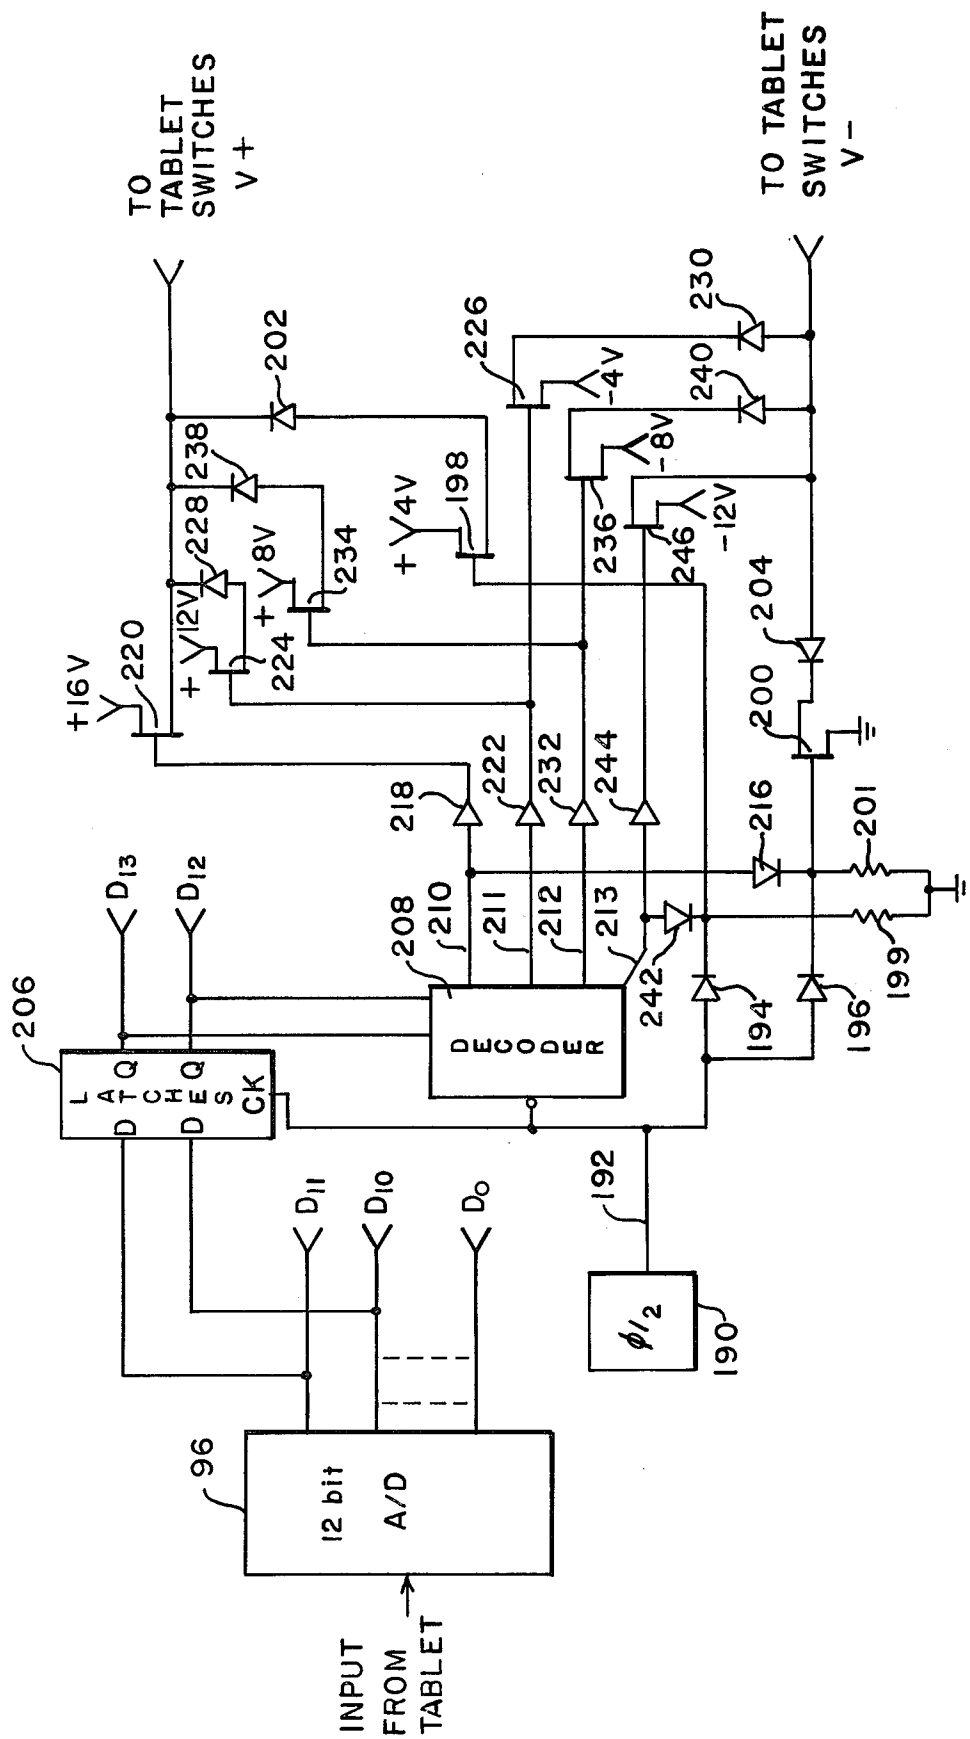 TO
TABLET
SWITCHES
V+
TO TABLET
SWITCHES
V-
+16V
220
+12V
228
238
202
224
+8V
234
+4V
198
226
-4V
230
240
-8V
236
-12V
246
204
200
218
222
232
244
216
201
199
D13
D12
206
LATCHES
D Q
D Q
CK
208
210
211
212
213
242
194
196
DECODER
D11
D10
D0
192
φ/2
190
96
12 bit
A/D
INPUT
FROM
TABLET